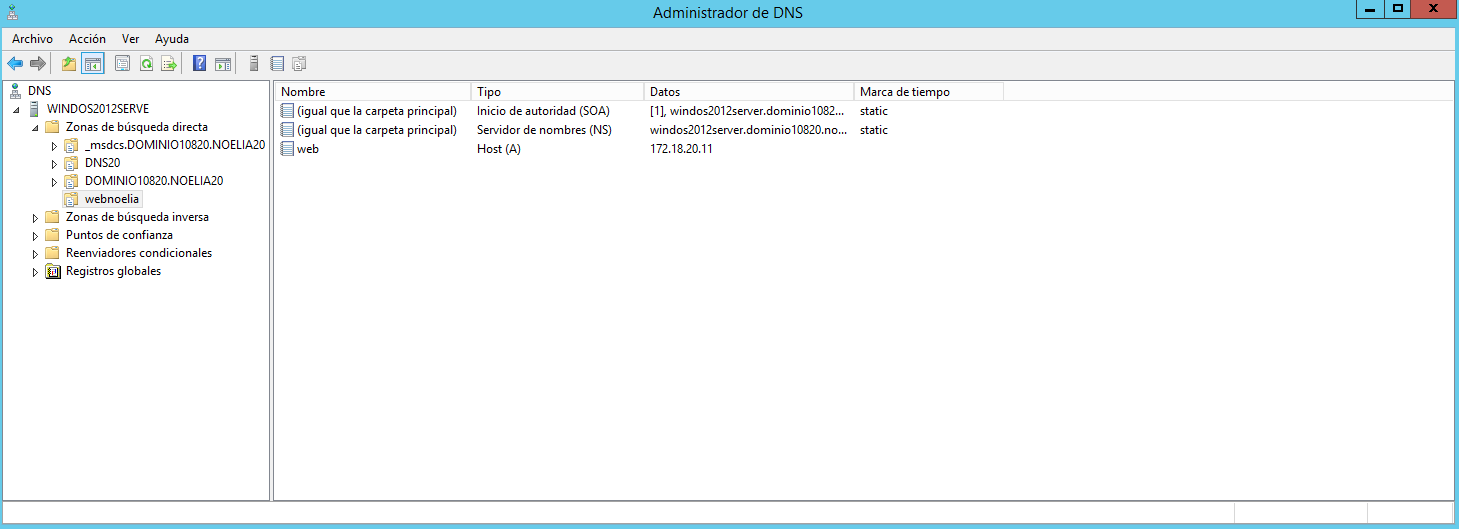 Administrador de DNS
Archivo Acción Ver Ayuda
DNS
WINDOS2012SERVE
Zonas de búsqueda directa
_msdcs.DOMINIO10820.NOELIA20
DNS20
DOMINIO10820.NOELIA20
webnoelia
Zonas de búsqueda inversa
Puntos de confianza
Reenviadores condicionales
Registros globales
Nombre Tipo Datos Marca de tiempo
(igual que la carpeta principal) Inicio de autoridad (SOA) [1], windos2012server.dominio1082... static
(igual que la carpeta principal) Servidor de nombres (NS) windos2012server.dominio10820.no... static
web Host (A) 172.18.20.11